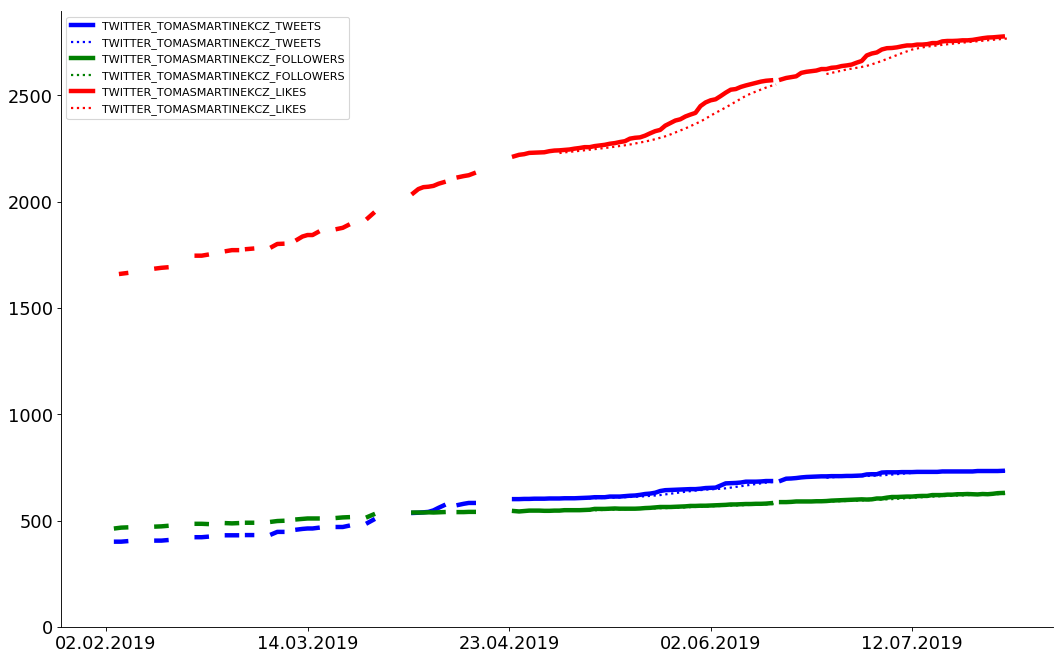 TWITTER_TOMASMARTINEKCZ_TWEETS
TWITTER_TOMASMARTINEKCZ_TWEETS
TWITTER_TOMASMARTINEKCZ_FOLLOWERS
TWITTER_TOMASMARTINEKCZ_FOLLOWERS
TWITTER_TOMASMARTINEKCZ_LIKES
TWITTER_TOMASMARTINEKCZ_LIKES
2500
2000
1500
1000
500
0
02.02.2019 14.03.2019 23.04.2019 02.06.2019 12.07.2019